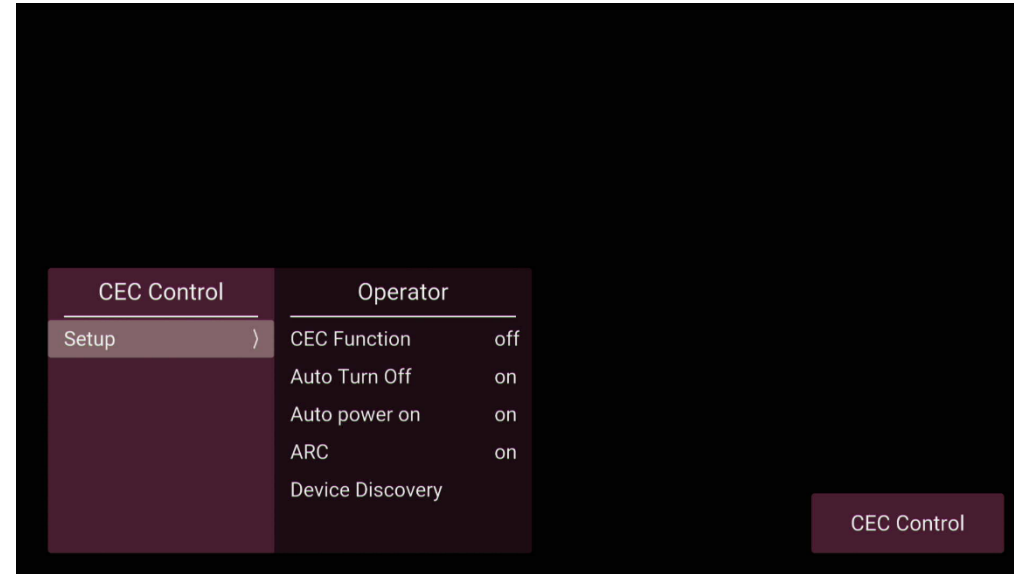 CEC Control
Setup 〉
Operator
CEC Function off
Auto Turn Off on
Auto power on on
ARC on
Device Discovery
CEC Control